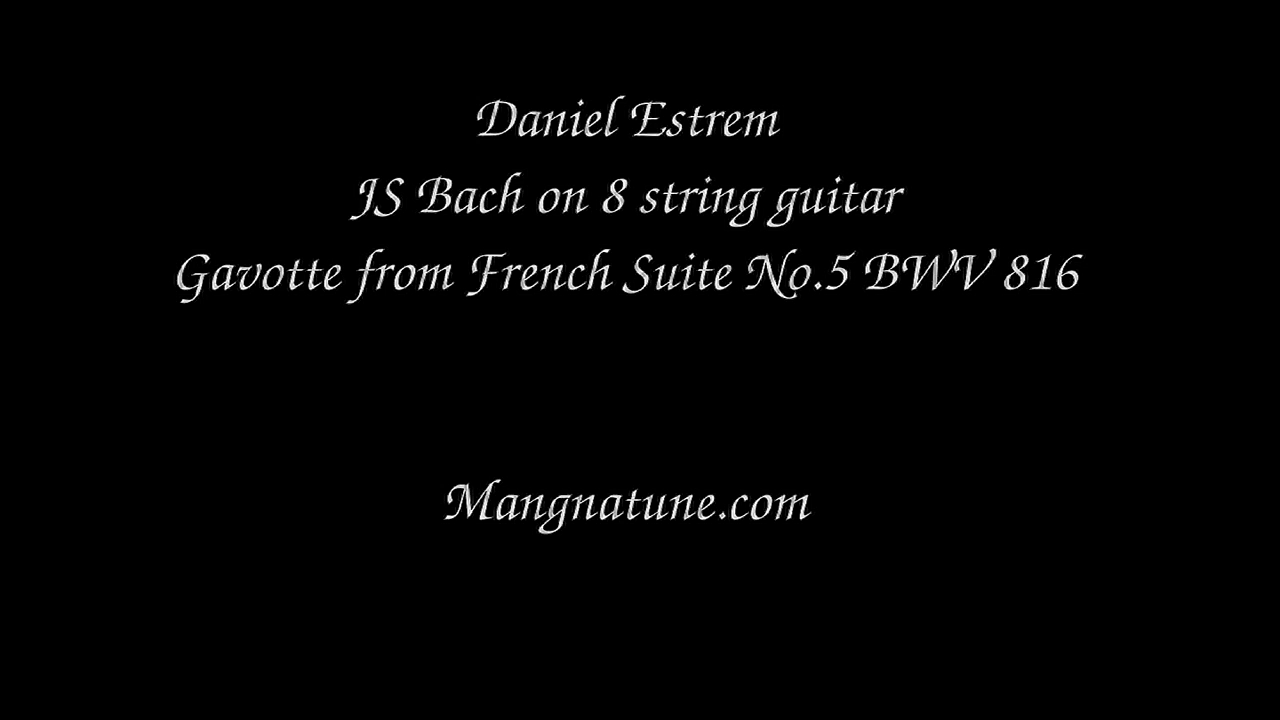 Daniel Estrem
JS Bach on 8 string guitar
Gavotte from French Suite No.5 BWV 816
Mangnatune.com